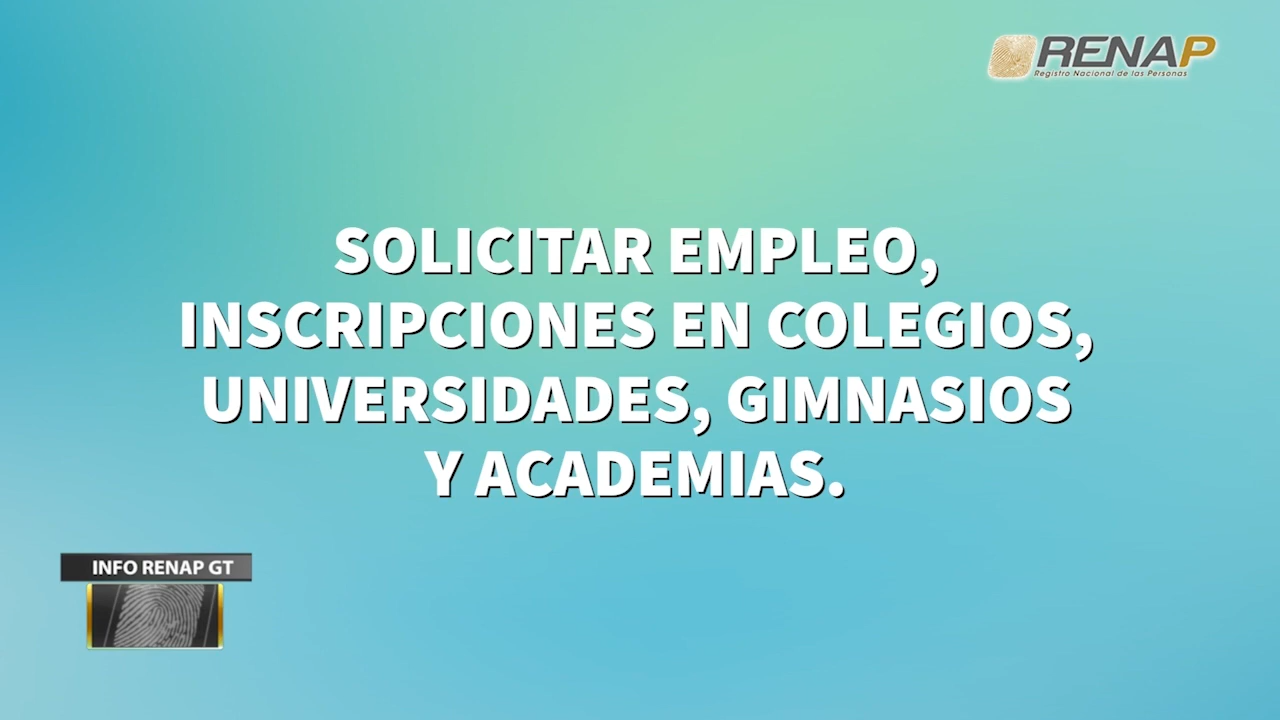 RENAP
Registro Nacional de las Personas
SOLICITAR EMPLEO,
INSCRIPCIONES EN COLEGIOS,
UNIVERSIDADES, GIMNASIOS
Y ACADEMIAS.
INFO RENAP GT